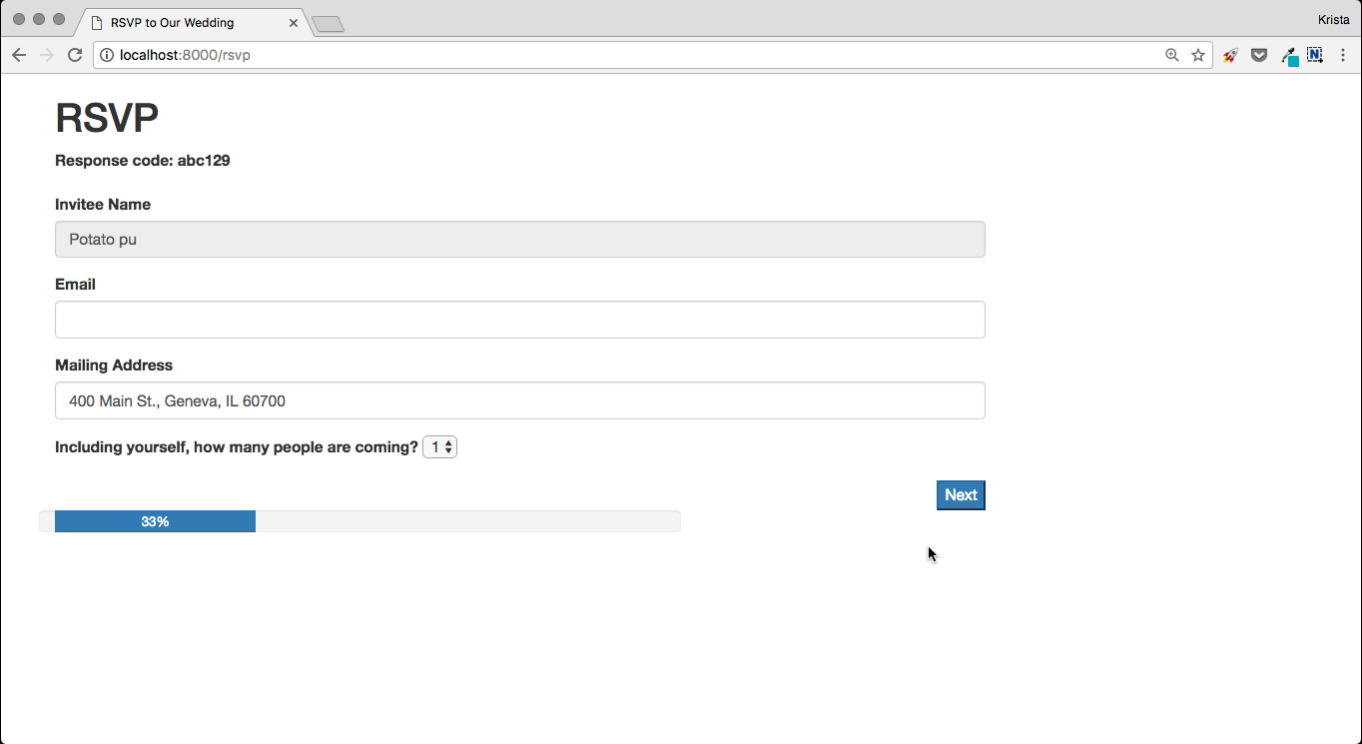 RSVP to Our Wedding
Krista
localhost:8000/rsvp
N
RSVP
Response code: abc129
Invitee Name
Potato pu
Email
Mailing Address
400 Main St., Geneva, IL 60700
Including yourself, how many people are coming? 1
Next
33%